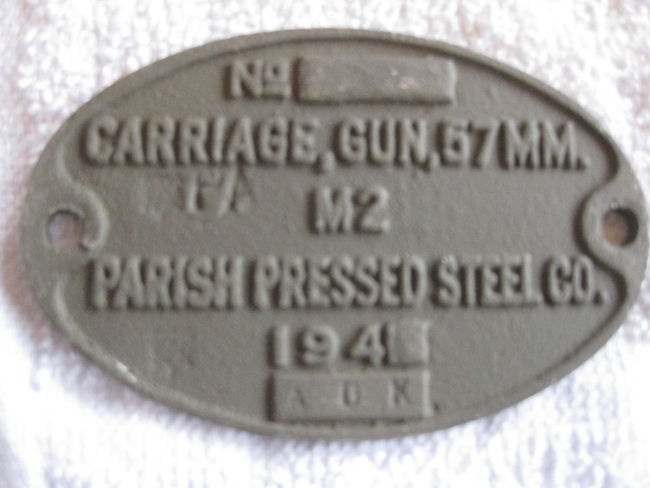 No
CARRIAGE, GUN, 57MM.
M2
PARISH PRESSED STEEL CO.
194
A D K